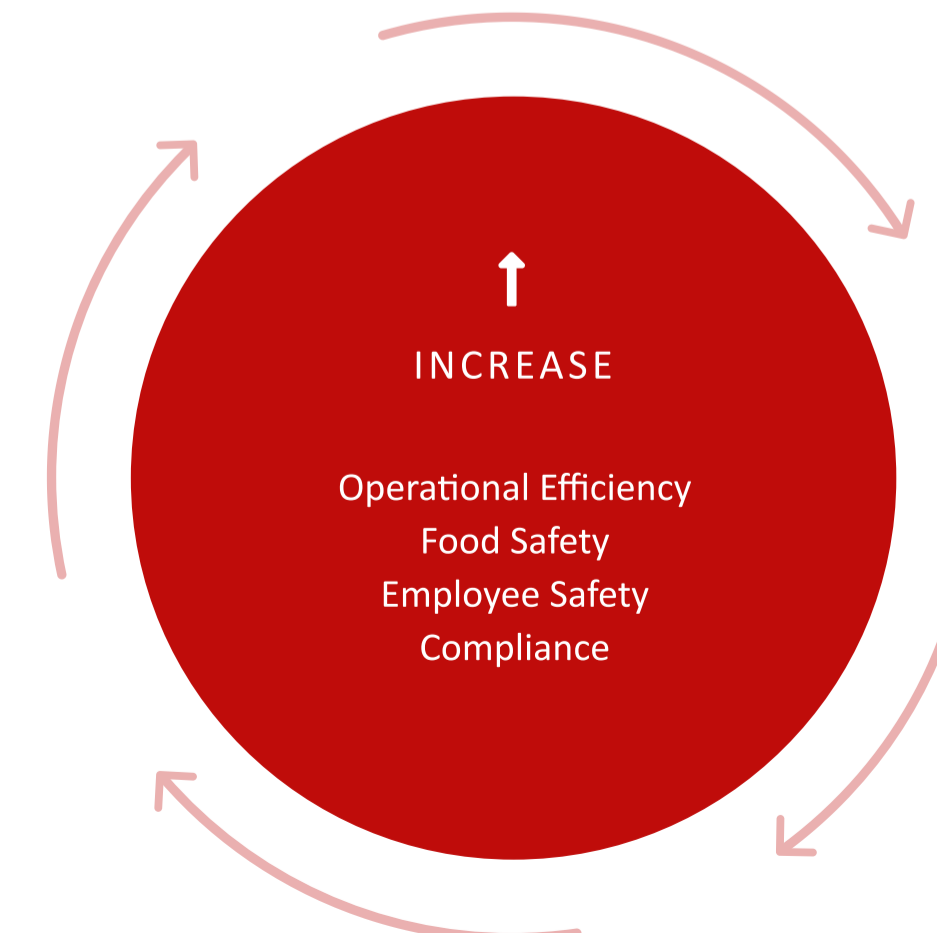 INCREASE
Operational Efficiency
Food Safety
Employee Safety
Compliance